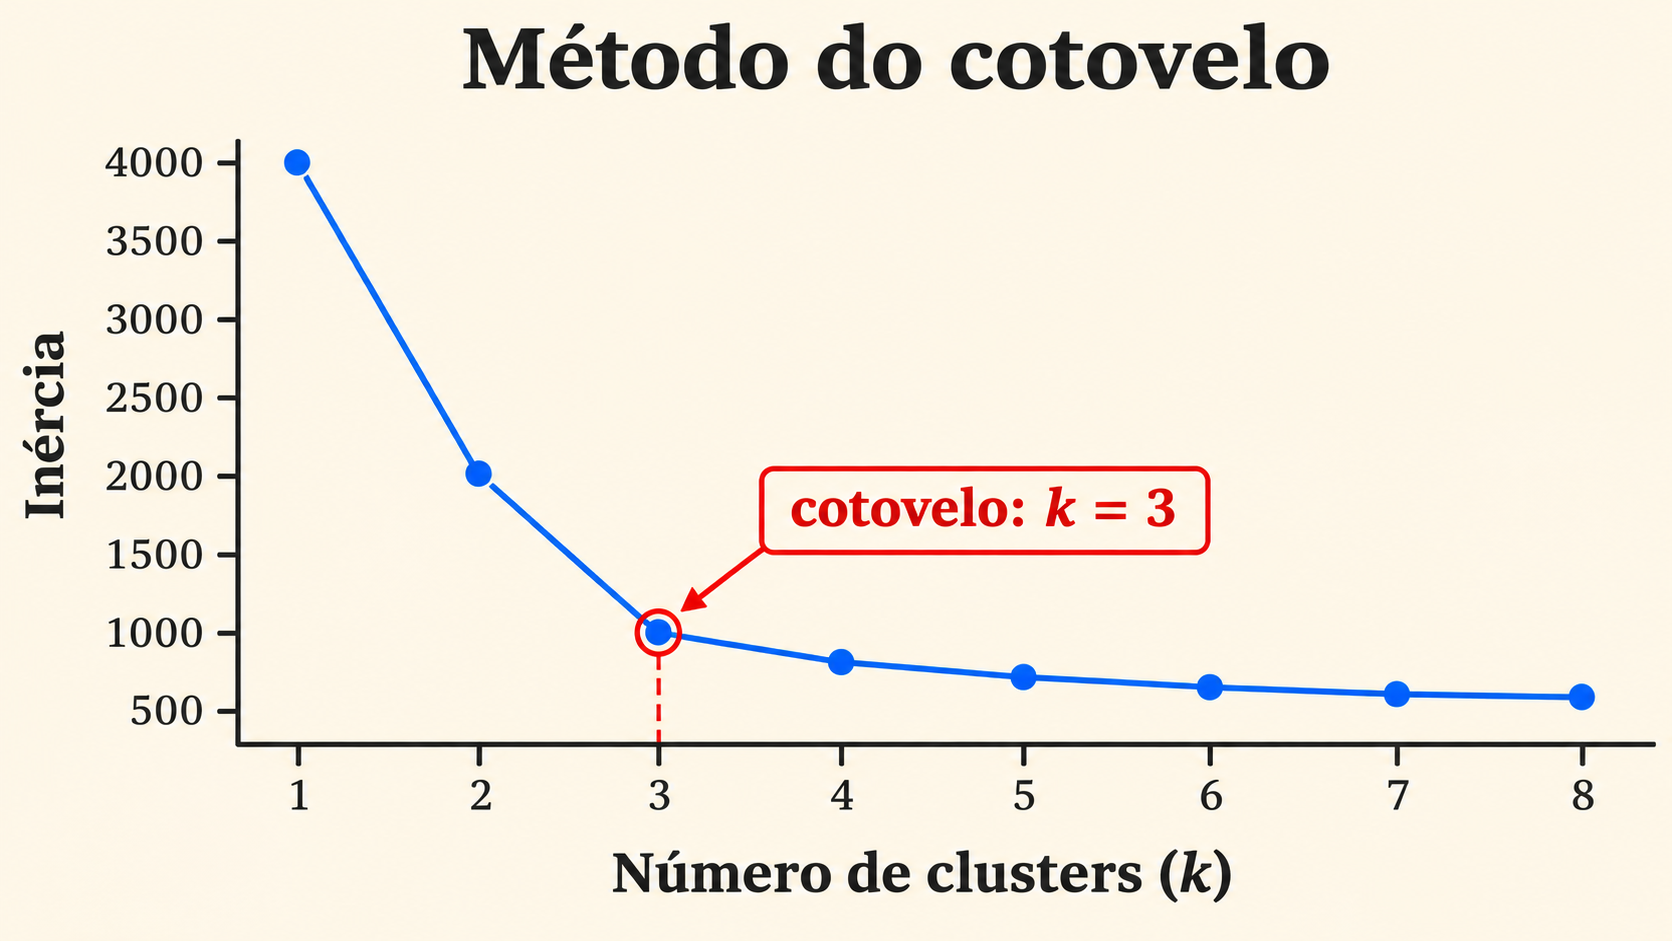 Método do cotovelo
4000
3500
3000
2500
2000
1500
1000
500
Inércia
cotovelo: k = 3
1 2 3 4 5 6 7 8
Número de clusters (k)